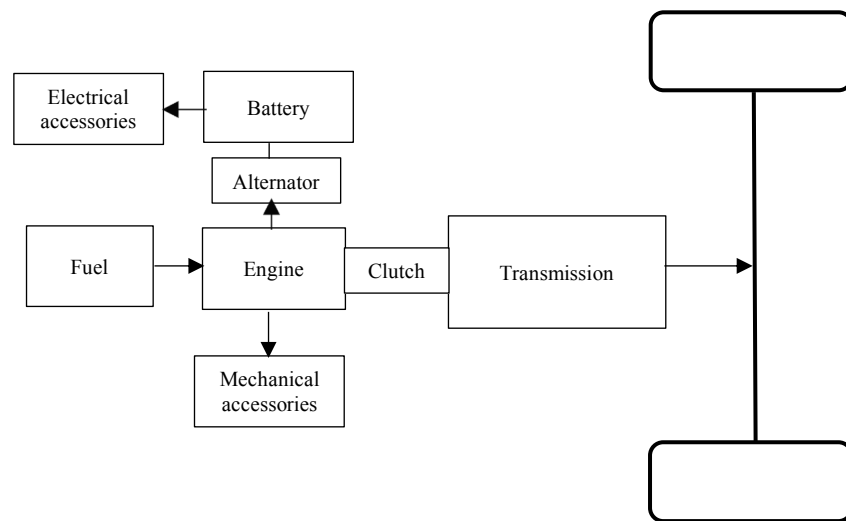 Electrical
accessories
Battery
Alternator
Fuel
Engine
Clutch
Transmission
Mechanical
accessories